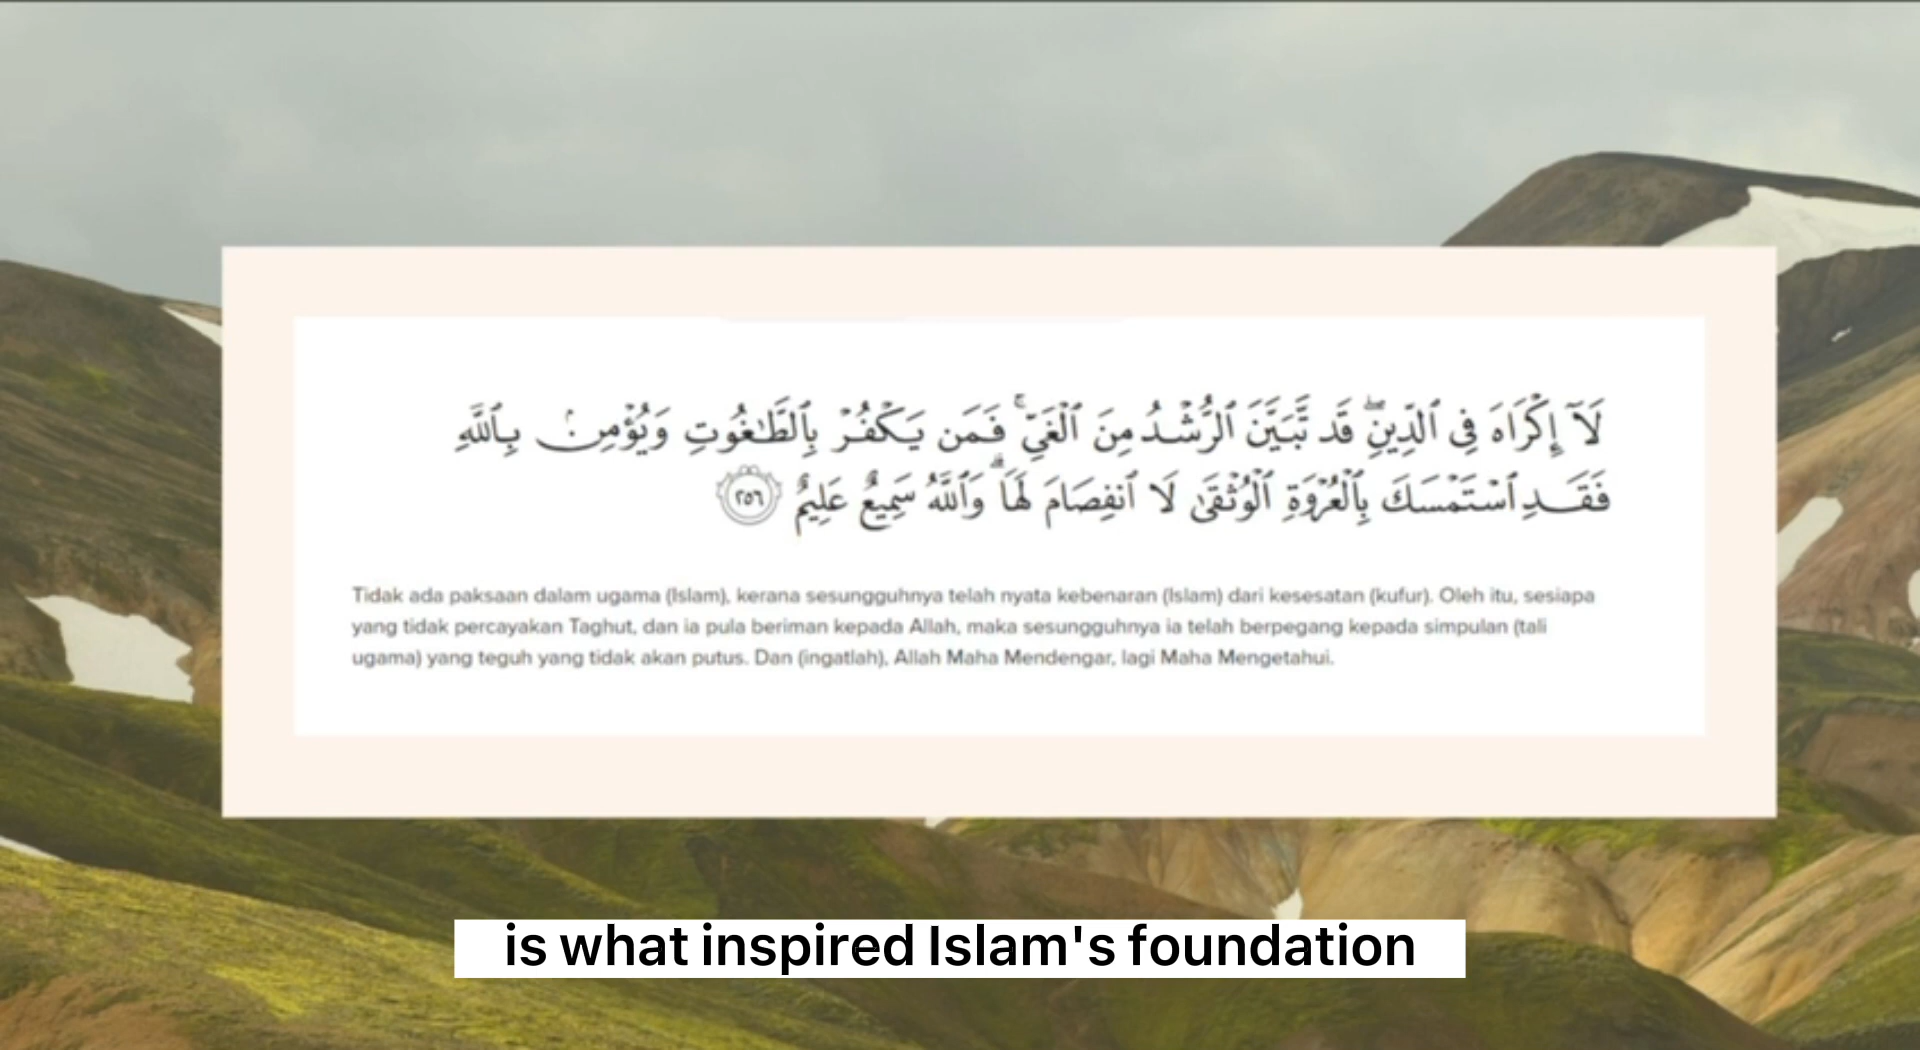 لَآ إِكْرَاهَ فِى ٱلدِّينِ ۖ قَد تَّبَيَّنَ ٱلرُّشْدُ مِنَ ٱلْغَىِّ ۚ فَمَن يَكْفُرْ بِٱلطَّـٰغُوتِ وَيُؤْمِنۢ بِٱللَّهِ
فَقَدِ ٱسْتَمْسَكَ بِٱلْعُرْوَةِ ٱلْوُثْقَىٰ لَا ٱنفِصَامَ لَهَا ۗ وَٱللَّهُ سَمِيعٌ عَلِيمٌ ٢٥٦
Tidak ada paksaan dalam ugama (Islam), kerana sesungguhnya telah nyata kebenaran (Islam) dari kesesatan (kufur). Oleh itu, sesiapa
yang tidak percayakan Taghut, dan ia pula beriman kepada Allah, maka sesungguhnya ia telah berpegang kepada simpulan (tali
ugama) yang teguh yang tidak akan putus. Dan (ingatlah), Allah Maha Mendengar, lagi Maha Mengetahui.
is what inspired Islam's foundation